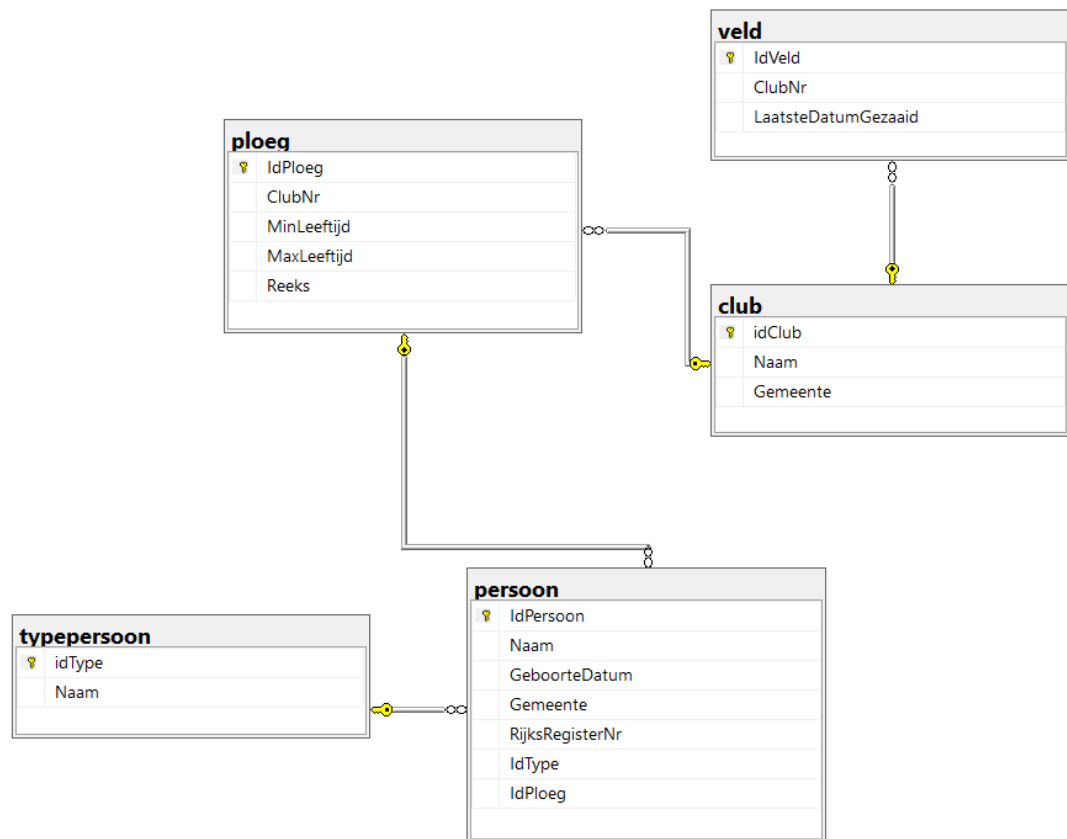 veld
IdVeld
ClubNr
LaatsteDatumGezaaid
ploeg
IdPloeg
ClubNr
MinLeeftijd
MaxLeeftijd
Reeks
club
idClub
Naam
Gemeente
persoon
IdPersoon
Naam
GeboorteDatum
Gemeente
RijksRegisterNr
IdType
IdPloeg
typepersoon
idType
Naam